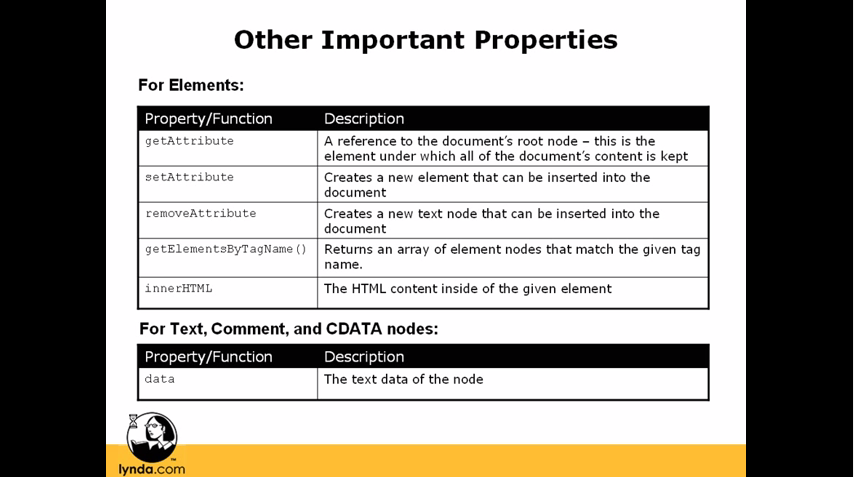 Other Important Properties
For Elements:
Property/Function Description
getAttribute A reference to the document's root node – this is the
element under which all of the document's content is kept
setAttribute Creates a new element that can be inserted into the
document
removeAttribute Creates a new text node that can be inserted into the
document
getElementsByTagName() Returns an array of element nodes that match the given tag
name.
innerHTML The HTML content inside of the given element
For Text, Comment, and CDATA nodes:
Property/Function Description
data The text data of the node
lynda.com